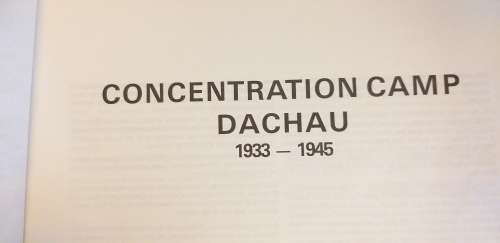 CONCENTRATION CAMP
DACHAU
1933 — 1945